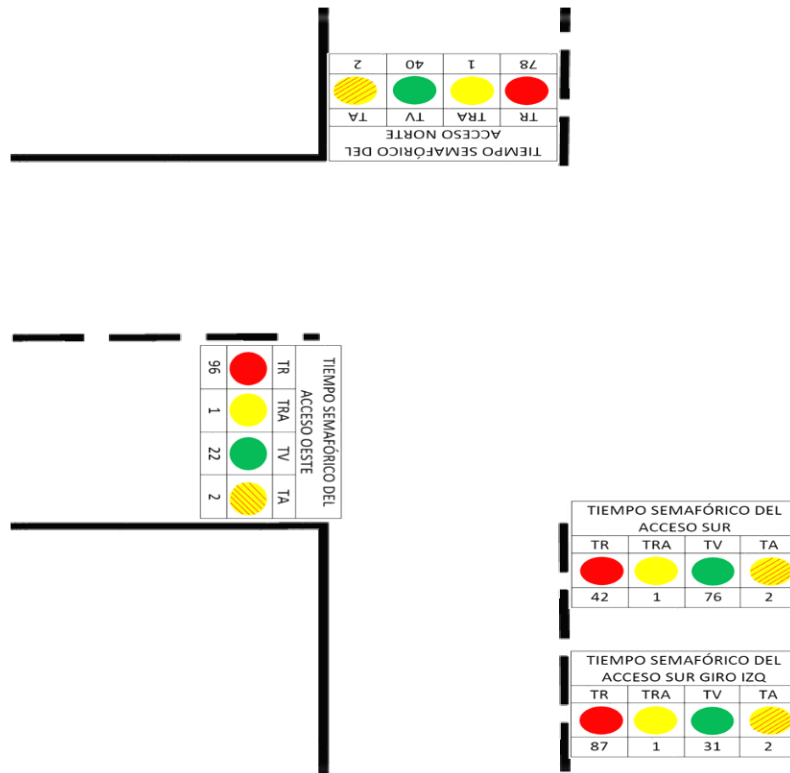 TIEMPO SEMAFÓRICO DEL
ACCESO NORTE
TR TRA TV TA
78 1 40 2
TIEMPO SEMAFÓRICO DEL
ACCESO OESTE
TR TRA TV TA
96 1 22 2
TIEMPO SEMAFÓRICO DEL
ACCESO SUR
TR TRA TV TA
42 1 76 2
TIEMPO SEMAFÓRICO DEL
ACCESO SUR GIRO IZQ
TR TRA TV TA
87 1 31 2